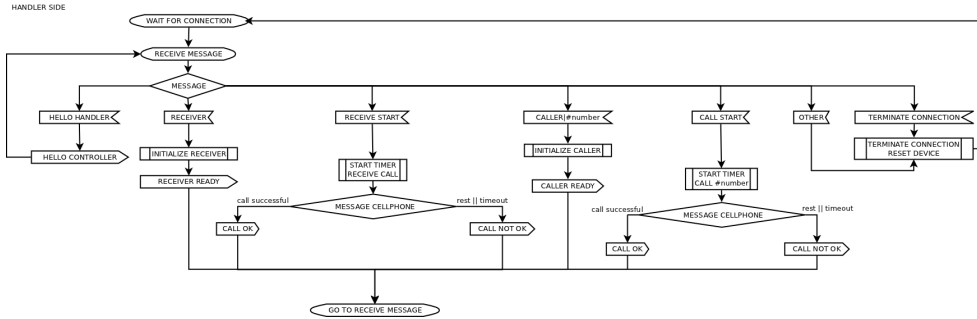 HANDLER SIDE
WAIT FOR CONNECTION
RECEIVE MESSAGE
MESSAGE
HELLO HANDLER
RECEIVER
RECEIVE START
CALLER|#number
CALL START
OTHER
TERMINATE CONNECTION
HELLO CONTROLLER
INITIALIZE RECEIVER
START TIMER
RECEIVE CALL
INITIALIZE CALLER
START TIMER
CALL #number
TERMINATE CONNECTION
RESET DEVICE
RECEIVER READY
CALLER READY
call successful
MESSAGE CELLPHONE
rest || timeout
call successful
MESSAGE CELLPHONE
rest || timeout
CALL OK
CALL NOT OK
CALL OK
CALL NOT OK
GO TO RECEIVE MESSAGE